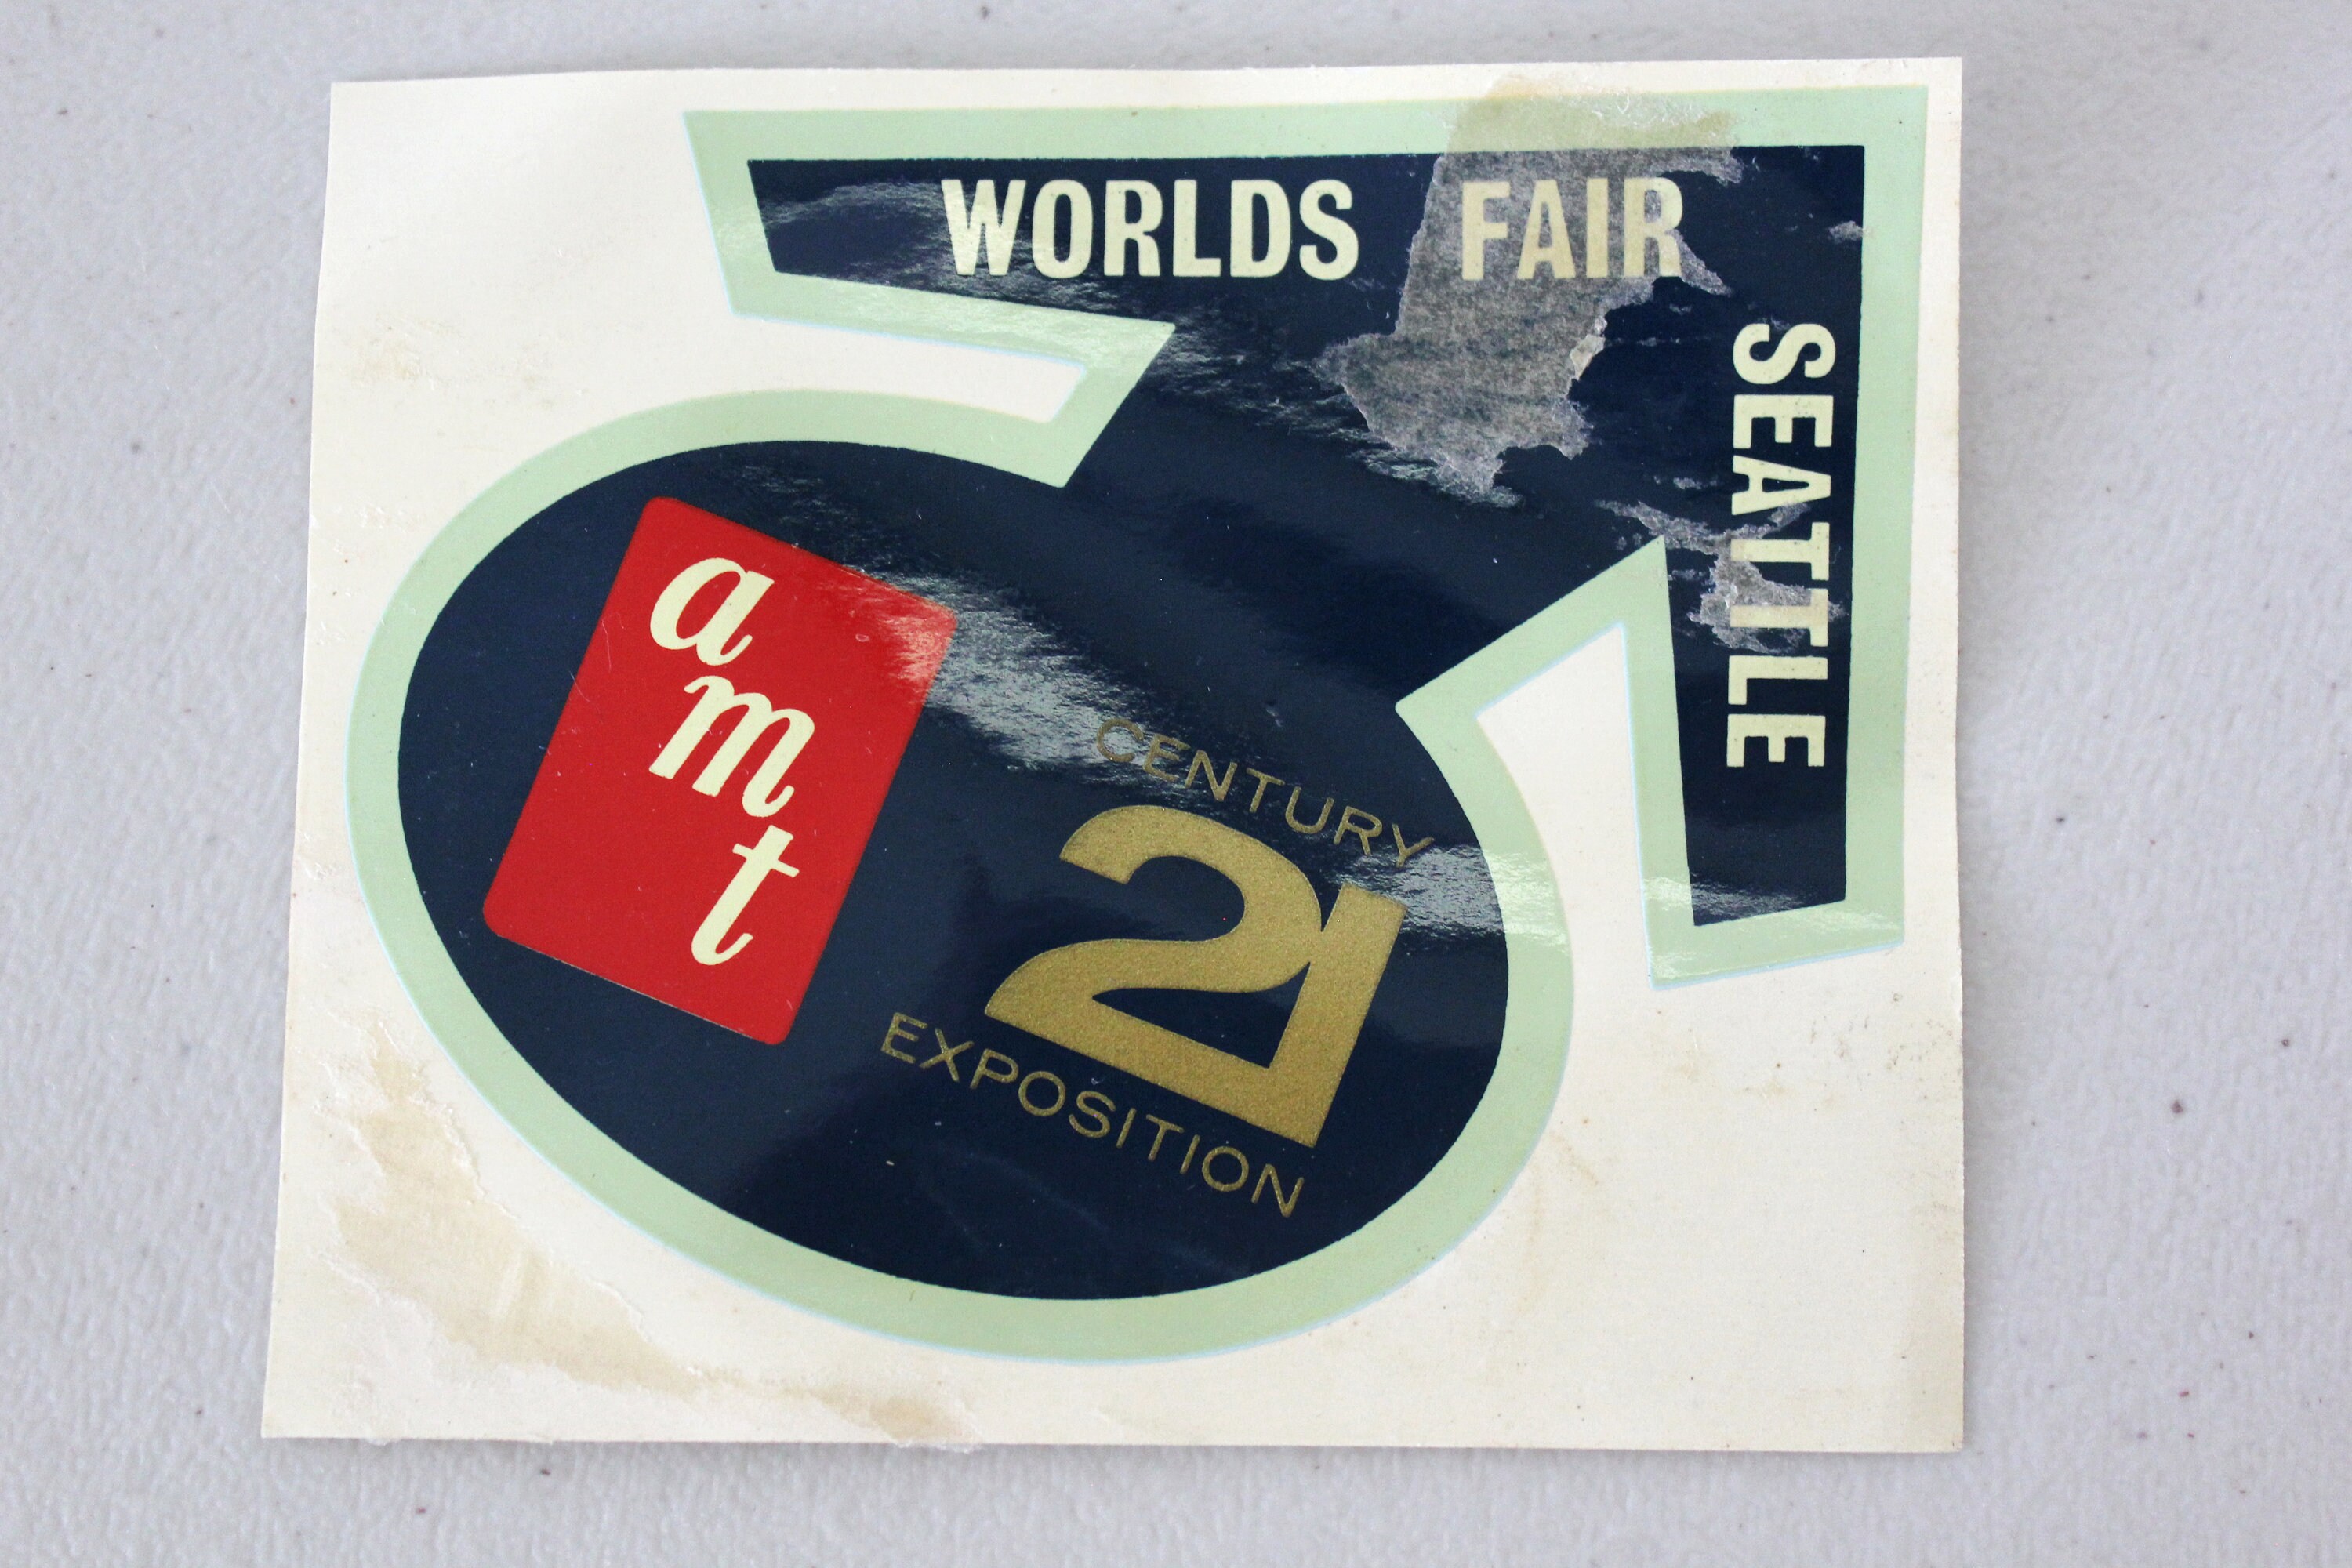 WORLDS FAIR
SEATTLE
amt
CENTURY
21
EXPOSITION